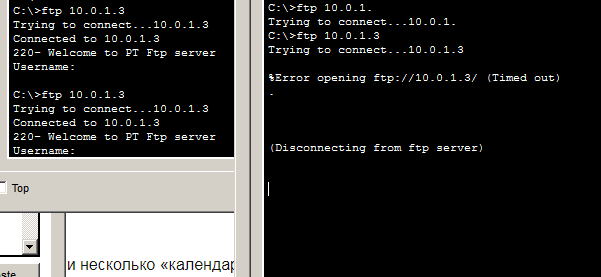 C:\>ftp 10.0.1.3
Trying to connect...10.0.1.3
Connected to 10.0.1.3
220- Welcome to PT Ftp server
Username:
C:\>ftp 10.0.1.3
Trying to connect...10.0.1.3
Connected to 10.0.1.3
220- Welcome to PT Ftp server
Username:
Top
и несколько «календар
C:\>ftp 10.0.1.
Trying to connect...10.0.1.
C:\>ftp 10.0.1.3
Trying to connect...10.0.1.3
%Error opening ftp://10.0.1.3/ (Timed out)
.
(Disconnecting from ftp server)